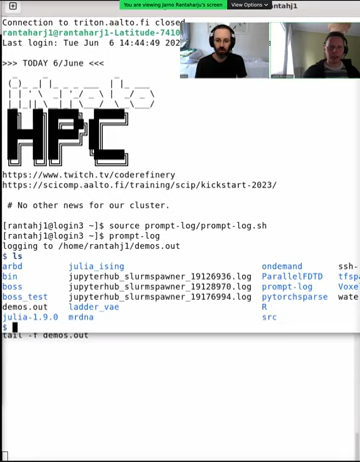 You are viewing Jarno Rantaharju's screen
View Options
ntahj1
Connection to triton.aalto.fi closed
rantaharj1@rantaharj1-Latitude-7410
Last login: Tue Jun  6 14:44:49 202
>>> TODAY 6/June <<<
Intro to
HPC
https://www.twitch.tv/coderefinery
https://scicomp.aalto.fi/training/scip/kickstart-2023/
# No other news for our cluster.
[rantahj1@login3 ~]$ source prompt-log/prompt-log.sh
[rantahj1@login3 ~]$ prompt-log
logging to /home/rantahj1/demos.out
$ ls
arbd julia_ising ondemand ssh-
bin jupyterhub_slurmspawner_19126936.log ParallelFDTD tfsp
boss jupyterhub_slurmspawner_19128970.log prompt-log Voxe
boss_test jupyterhub_slurmspawner_19176994.log pytorchsparse wate
demos.out ladder_vae R
julia-1.9.0 mrdna src
$
tail -f demos.out